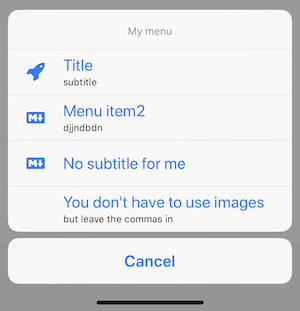 My menu
Title
subtitle
M↓ Menu item2
djjndbdn
M↓ No subtitle for me
You don't have to use images
but leave the commas in
Cancel